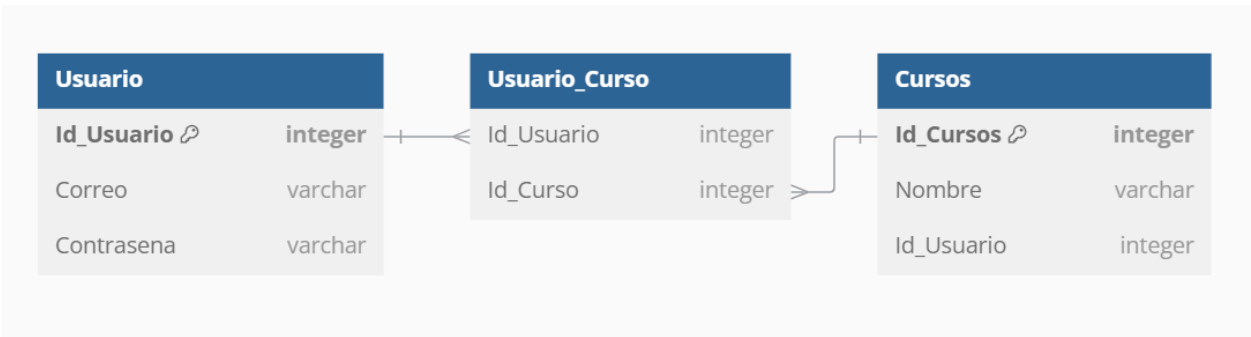 Usuario
Id_Usuario integer
Correo varchar
Contrasena varchar
Usuario_Curso
Id_Usuario integer
Id_Curso integer
Cursos
Id_Cursos integer
Nombre varchar
Id_Usuario integer